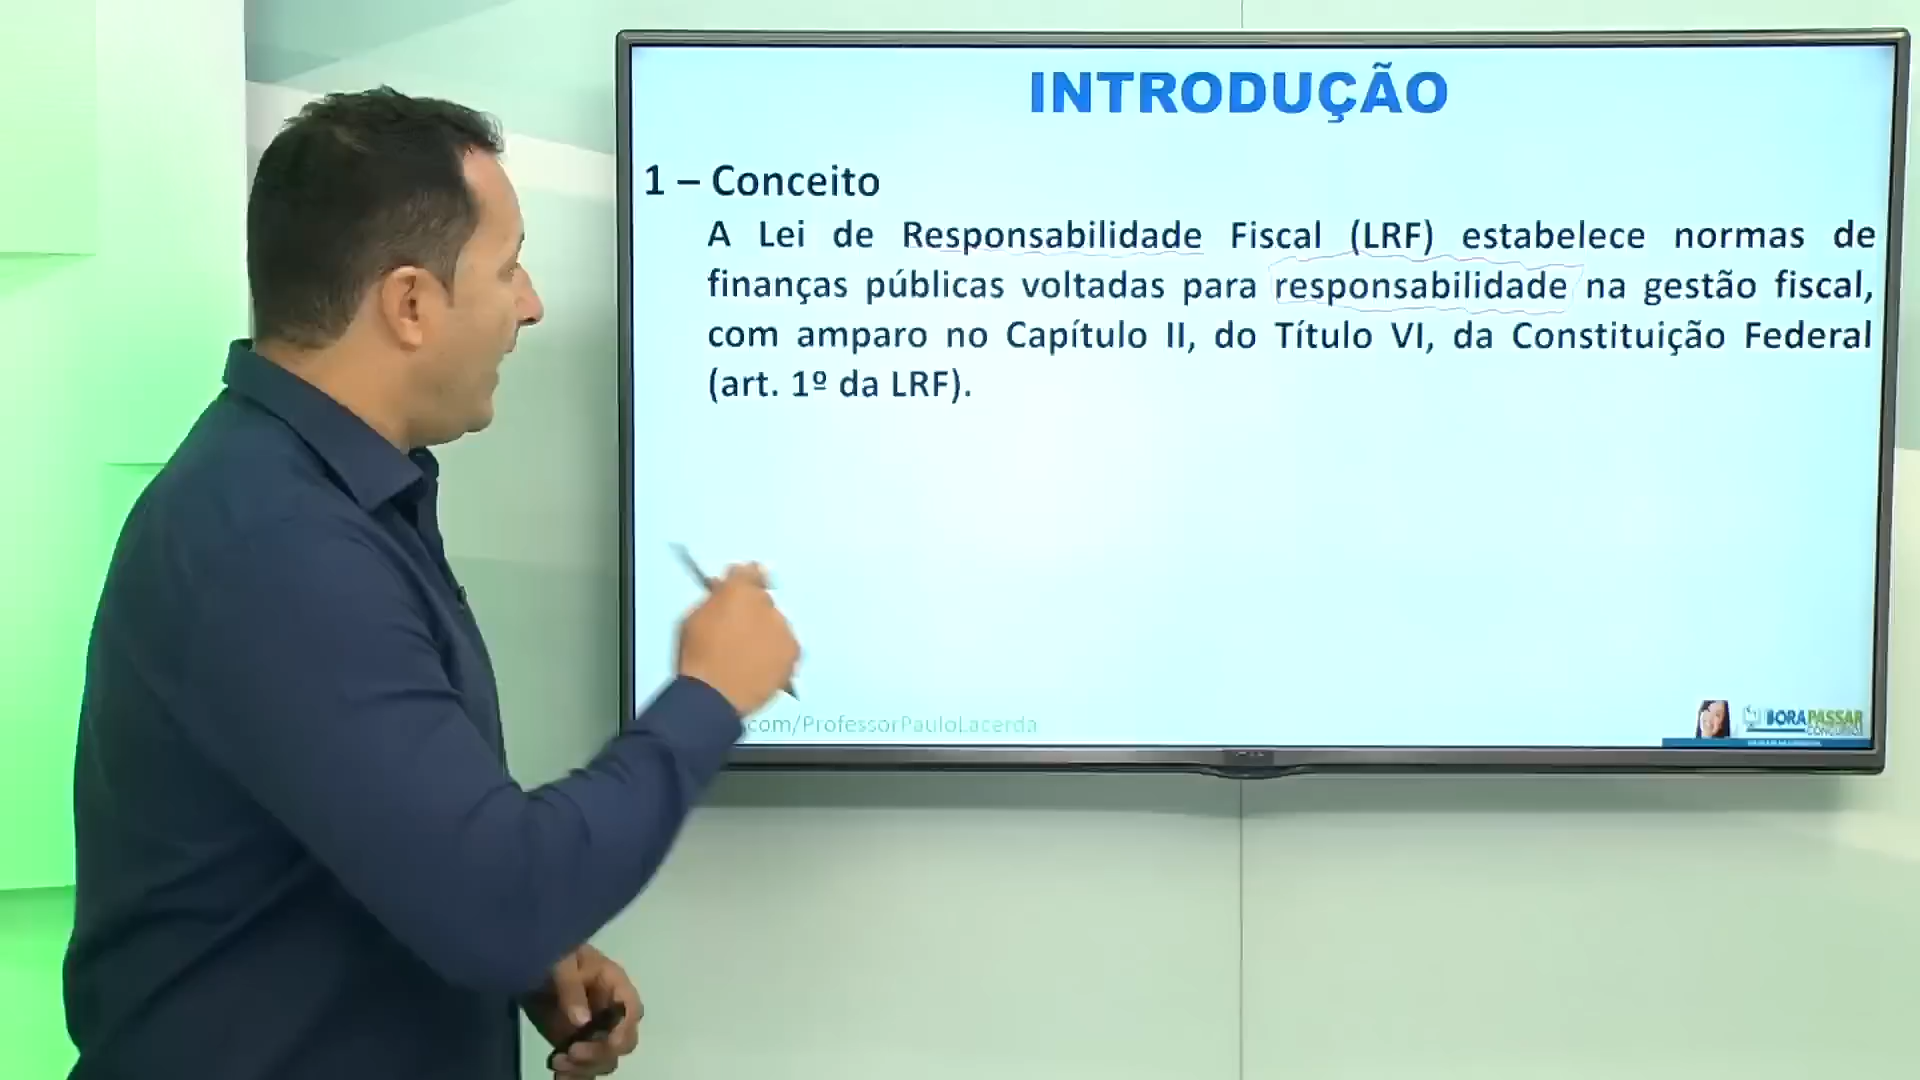 INTRODUÇÃO
1 – Conceito
A Lei de Responsabilidade Fiscal (LRF) estabelece normas de
finanças públicas voltadas para responsabilidade na gestão fiscal,
com amparo no Capítulo II, do Título VI, da Constituição Federal
(art. 1º da LRF).
com/ProfessorPauloLacerda
BORAPASSAR
CONCURSOS